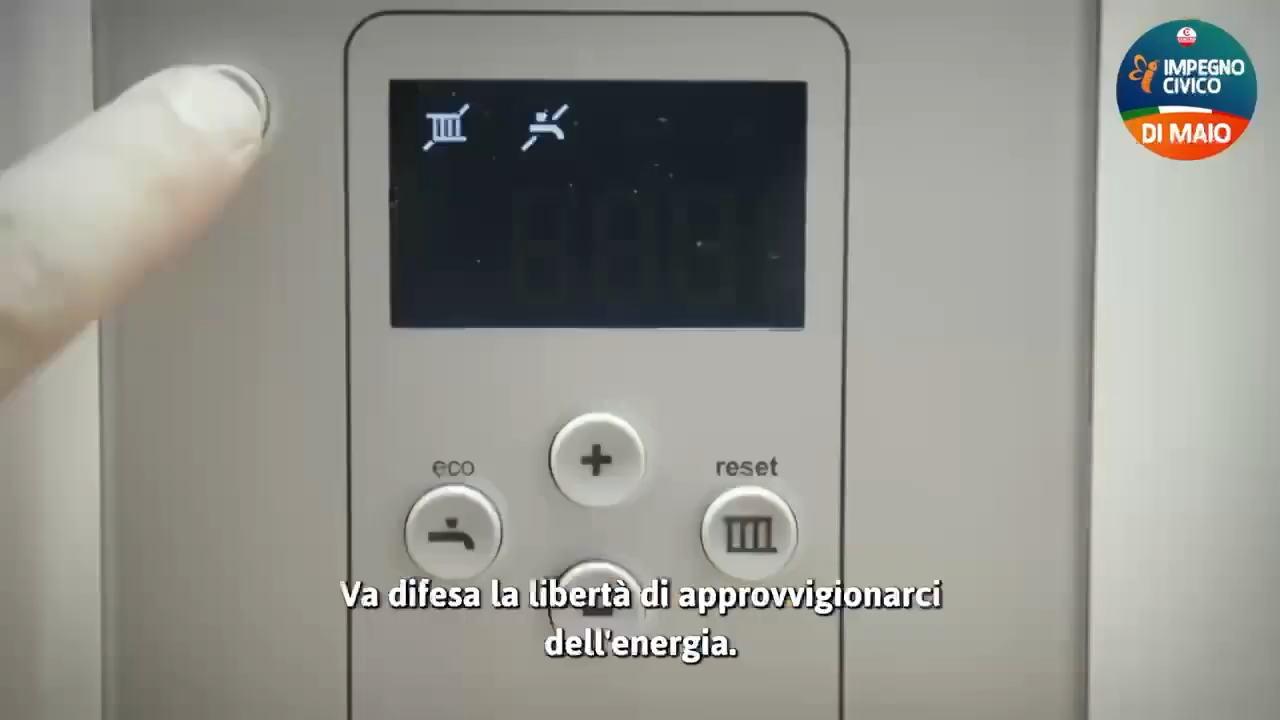 IMPEGNO
CIVICO
DI MAIO
eco
reset
Va difesa la libertà di approvvigionarci
dell'energia.